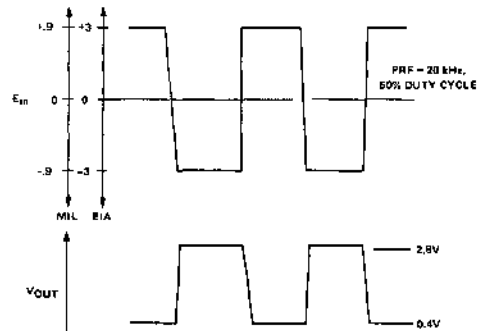 +.9 +3
PRF = 20 kHz,
50% DUTY CYCLE
Ein 0 0
-.9 -3
MIL EIA
2.8V
VOUT
0.4V